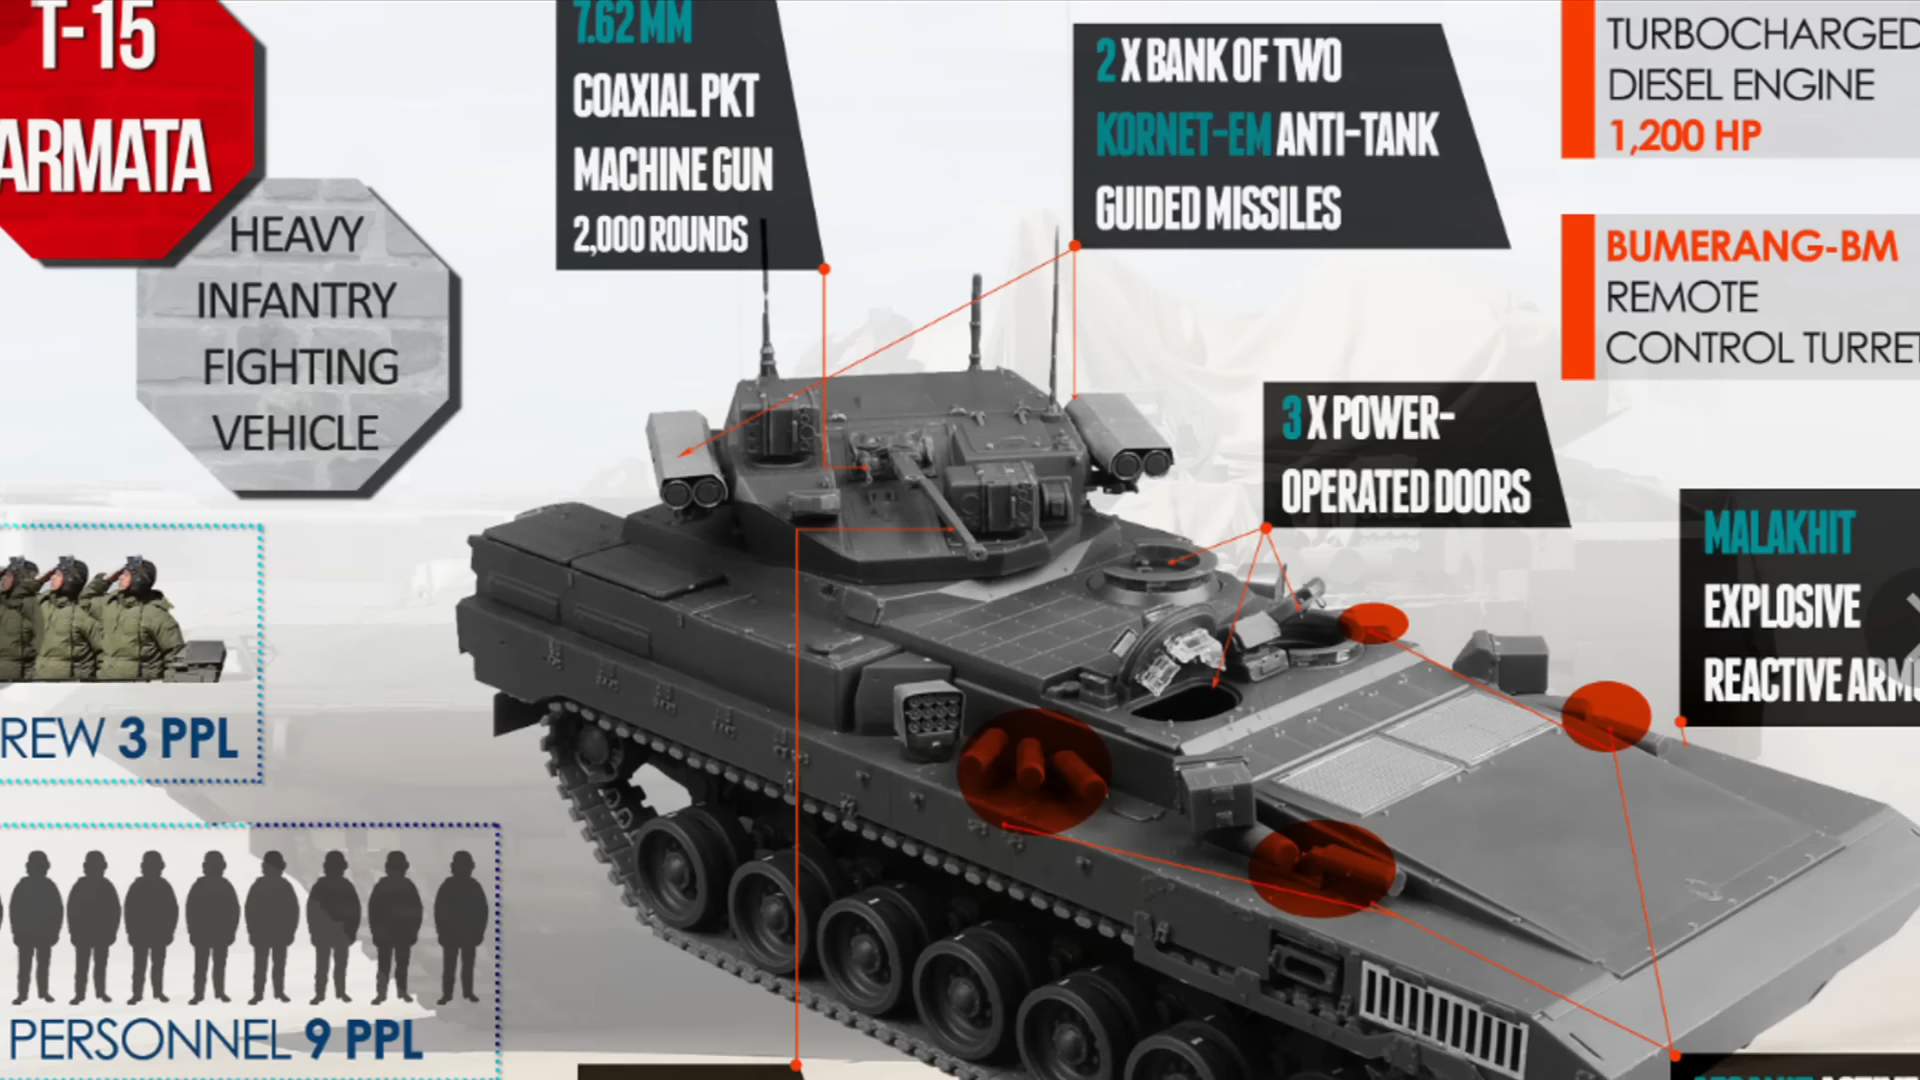 T-15
ARMATA
HEAVY
INFANTRY
FIGHTING
VEHICLE
7.62 MM
COAXIAL PKT
MACHINE GUN
2,000 ROUNDS
2 X BANK OF TWO
KORNET-EM ANTI-TANK
GUIDED MISSILES
TURBOCHARGED
DIESEL ENGINE
1,200 HP
BUMERANG-BM
REMOTE
CONTROL TURRET
3 X POWER-
OPERATED DOORS
MALAKHIT
EXPLOSIVE
REACTIVE ARM
REW 3 PPL
PERSONNEL 9 PPL